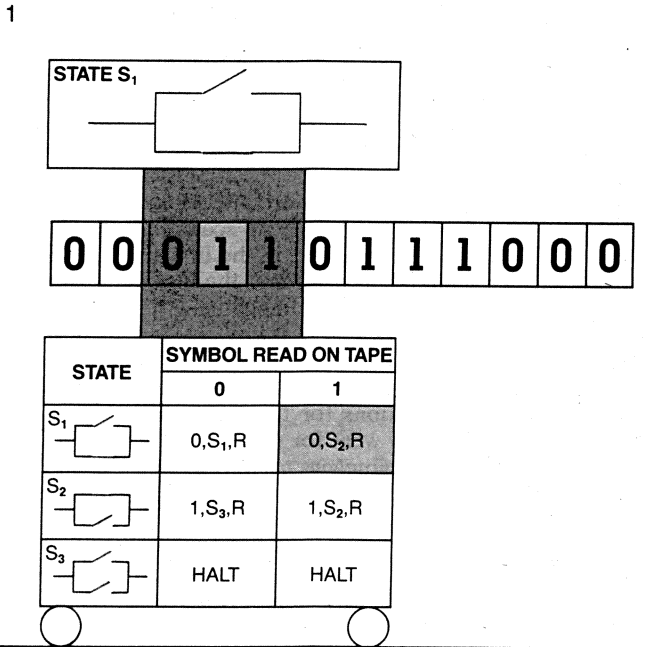 1
STATE S₁
0 0 0 1 1 0 1 1 1 0 0 0
STATE SYMBOL READ ON TAPE
0 1
S₁ 0,S₁,R 0,S₂,R
S₂ 1,S₃,R 1,S₂,R
S₃ HALT HALT